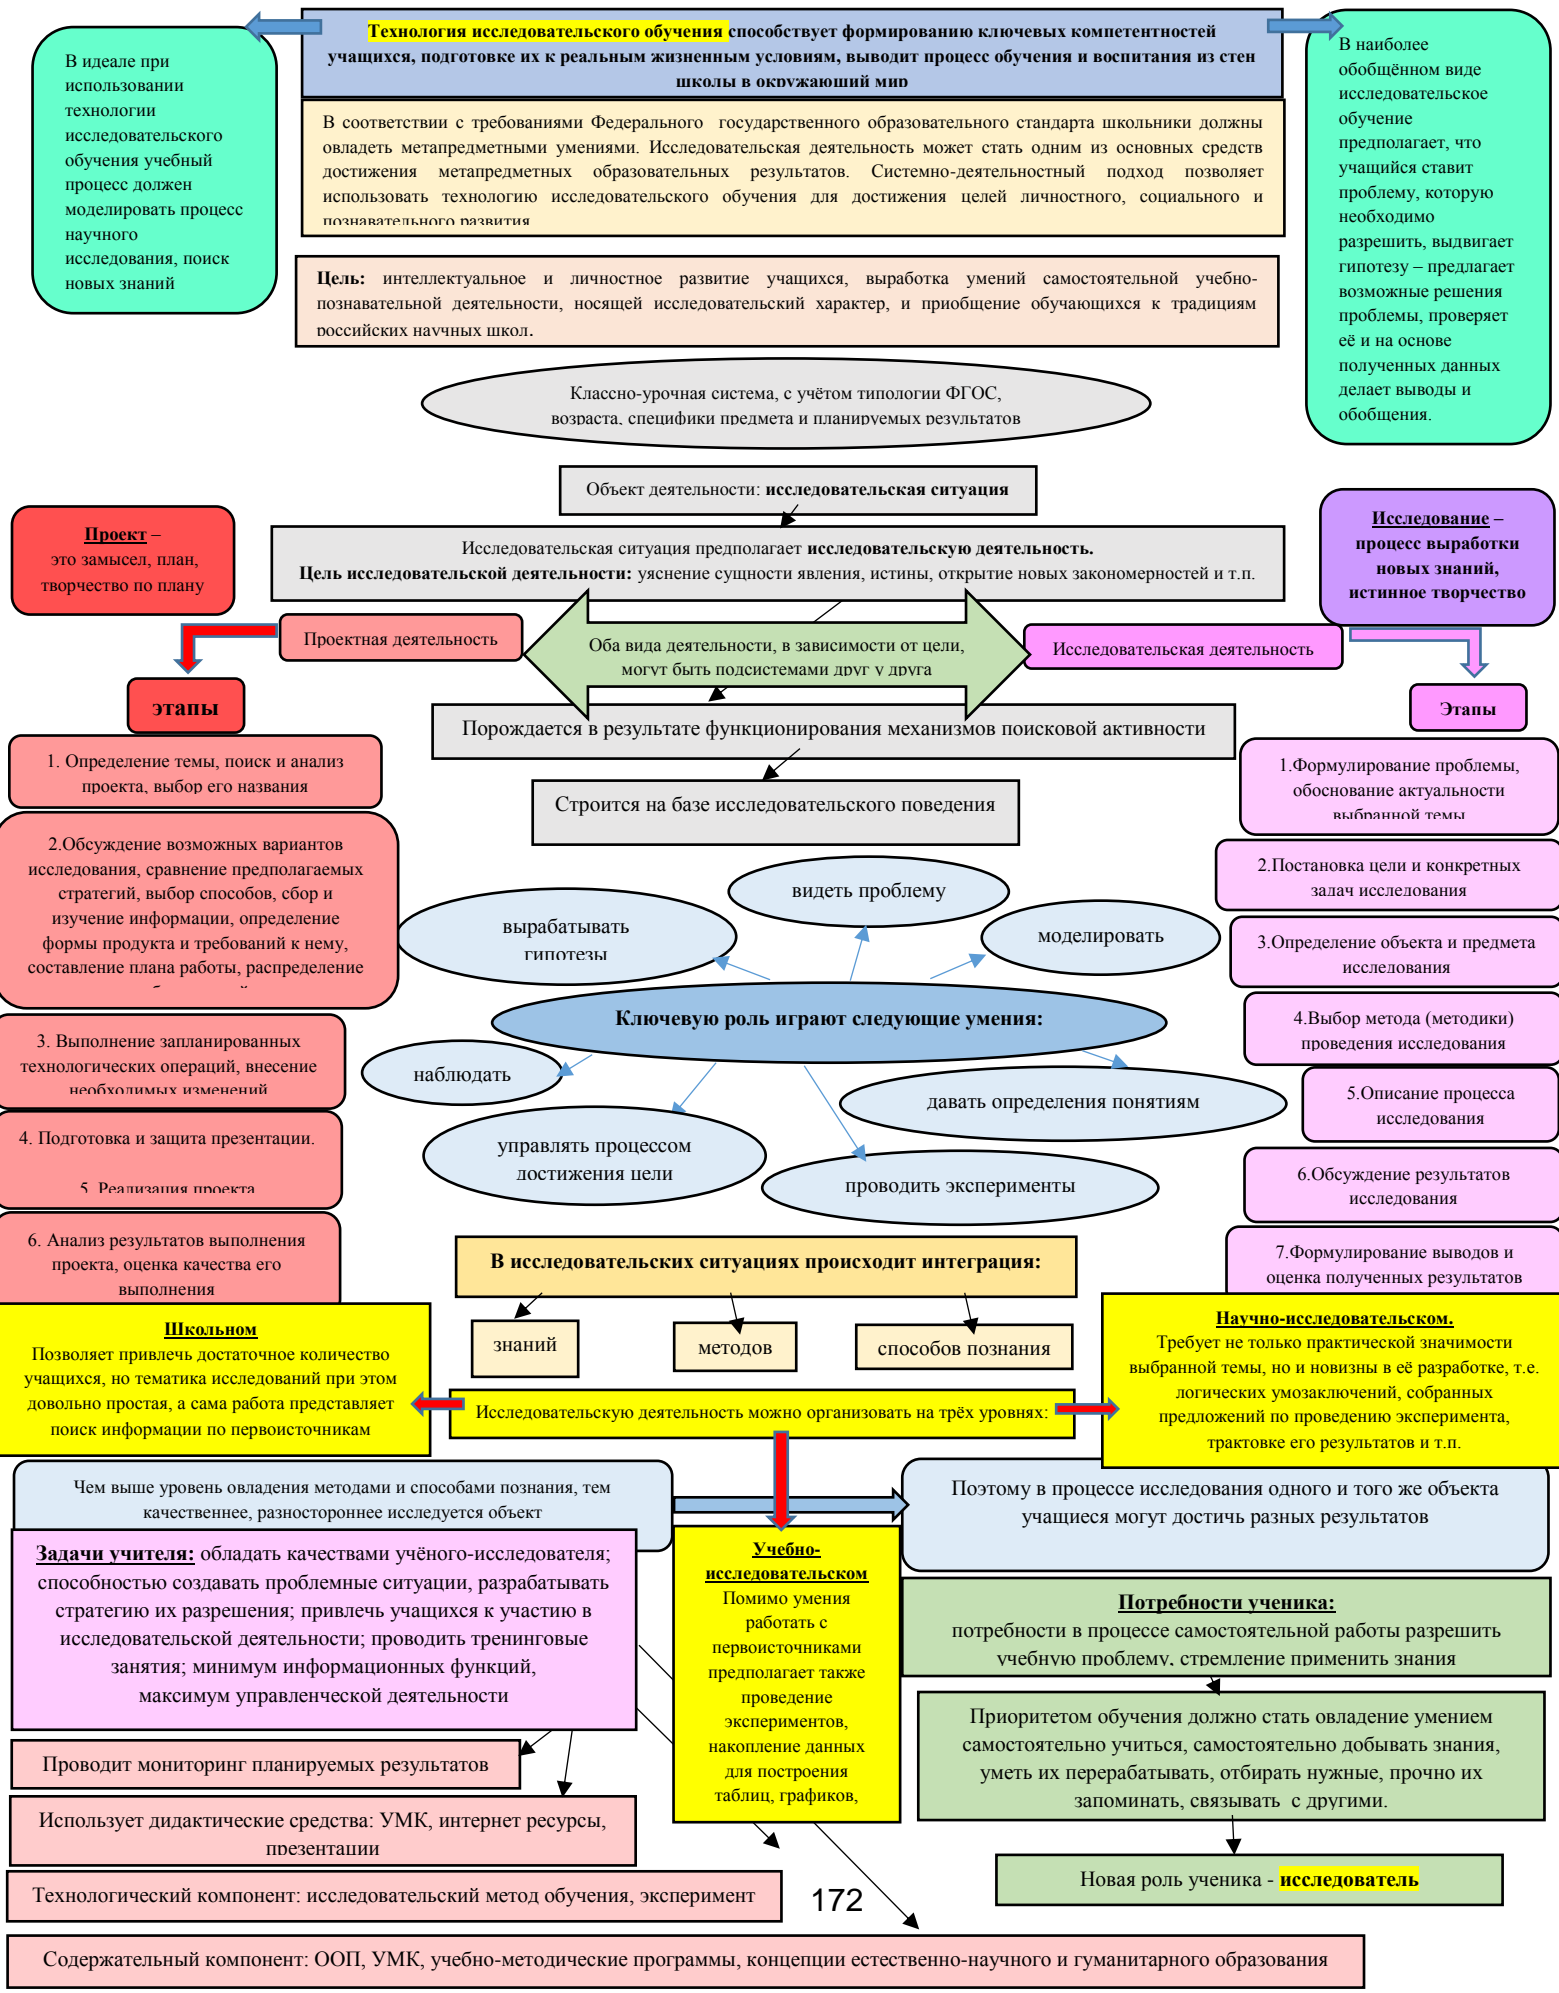 Технология исследовательского обучения способствует формированию ключевых компетентностей
учащихся, подготовке их к реальным жизненным условиям, выводит процесс обучения и воспитания из стен
школы в окружающий мир
В идеале при
использовании
технологии
исследовательского
обучения учебный
процесс должен
моделировать процесс
научного
исследования, поиск
новых знаний
В наиболее
обобщённом виде
исследовательское
обучение
предполагает, что
учащийся ставит
проблему, которую
необходимо
разрешить, выдвигает
гипотезу – предлагает
возможные решения
проблемы, проверяет
её и на основе
полученных данных
делает выводы и
обобщения.
В соответствии с требованиями Федерального государственного образовательного стандарта школьники должны
овладеть метапредметными умениями. Исследовательская деятельность может стать одним из основных средств
достижения метапредметных образовательных результатов. Системно-деятельностный подход позволяет
использовать технологию исследовательского обучения для достижения целей личностного, социального и
познавательного развития
Цель: интеллектуальное и личностное развитие учащихся, выработка умений самостоятельной учебно-
познавательной деятельности, носящей исследовательский характер, и приобщение обучающихся к традициям
российских научных школ.
Классно-урочная система, с учётом типологии ФГОС,
возраста, специфики предмета и планируемых результатов
Объект деятельности: исследовательская ситуация
Исследовательская ситуация предполагает исследовательскую деятельность.
Цель исследовательской деятельности: уяснение сущности явления, истины, открытие новых закономерностей и т.п.
Проект –
это замысел, план,
творчество по плану
Исследование –
процесс выработки
новых знаний,
истинное творчество
Проектная деятельность
Оба вида деятельности, в зависимости от цели,
могут быть подсистемами друг у друга
Исследовательская деятельность
этапы
Этапы
Порождается в результате функционирования механизмов поисковой активности
Строится на базе исследовательского поведения
1. Определение темы, поиск и анализ
проекта, выбор его названия
2.Обсуждение возможных вариантов
исследования, сравнение предполагаемых
стратегий, выбор способов, сбор и
изучение информации, определение
формы продукта и требований к нему,
составление плана работы, распределение
3. Выполнение запланированных
технологических операций, внесение
необходимых изменений
4. Подготовка и защита презентации.
5. Реализация проекта
6. Анализ результатов выполнения
проекта, оценка качества его
выполнения
1.Формулирование проблемы,
обоснование актуальности
выбранной темы
2.Постановка цели и конкретных
задач исследования
3.Определение объекта и предмета
исследования
4.Выбор метода (методики)
проведения исследования
5.Описание процесса
исследования
6.Обсуждение результатов
исследования
7.Формулирование выводов и
оценка полученных результатов
видеть проблему
вырабатывать
гипотезы
моделировать
Ключевую роль играют следующие умения:
наблюдать
давать определения понятиям
управлять процессом
достижения цели
проводить эксперименты
В исследовательских ситуациях происходит интеграция:
знаний
методов
способов познания
Исследовательскую деятельность можно организовать на трёх уровнях:
Школьном
Позволяет привлечь достаточное количество
учащихся, но тематика исследований при этом
довольно простая, а сама работа представляет
поиск информации по первоисточникам
Научно-исследовательском.
Требует не только практической значимости
выбранной темы, но и новизны в её разработке, т.е.
логических умозаключений, собранных
предложений по проведению эксперимента,
трактовке его результатов и т.п.
Чем выше уровень овладения методами и способами познания, тем
качественнее, разностороннее исследуется объект
Поэтому в процессе исследования одного и того же объекта
учащиеся могут достичь разных результатов
Учебно-
исследовательском
Помимо умения
работать с
первоисточниками
предполагает также
проведение
экспериментов,
накопление данных
для построения
таблиц, графиков,
Задачи учителя: обладать качествами учёного-исследователя;
способностью создавать проблемные ситуации, разрабатывать
стратегию их разрешения; привлечь учащихся к участию в
исследовательской деятельности; проводить тренинговые
занятия; минимум информационных функций,
максимум управленческой деятельности
Потребности ученика:
потребности в процессе самостоятельной работы разрешить
учебную проблему, стремление применить знания
Приоритетом обучения должно стать овладение умением
самостоятельно учиться, самостоятельно добывать знания,
уметь их перерабатывать, отбирать нужные, прочно их
запоминать, связывать с другими.
Новая роль ученика - исследователь
Проводит мониторинг планируемых результатов
Использует дидактические средства: УМК, интернет ресурсы,
презентации
Технологический компонент: исследовательский метод обучения, эксперимент
172
Содержательный компонент: ООП, УМК, учебно-методические программы, концепции естественно-научного и гуманитарного образования